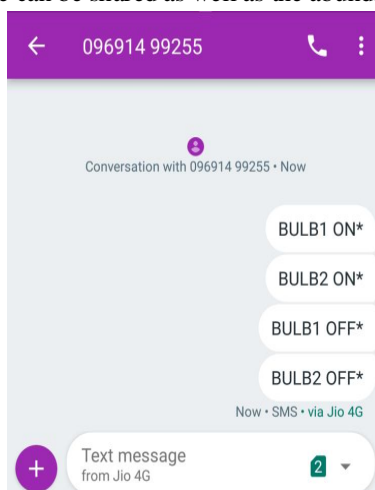 096914 99255
Conversation with 096914 99255 • Now
BULB1 ON*
BULB2 ON*
BULB1 OFF*
BULB2 OFF*
Now • SMS • via Jio 4G
Text message
from Jio 4G
2